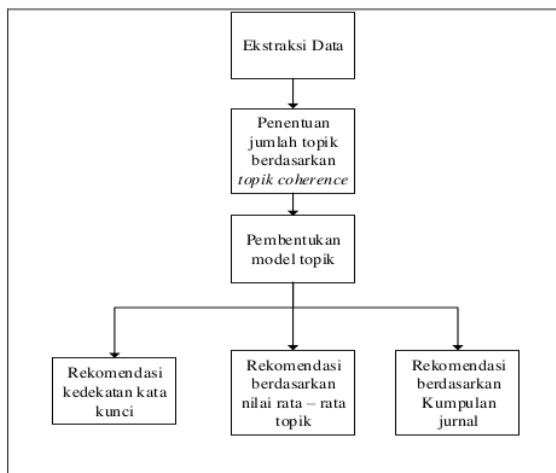 Ekstraksi Data
Penentuan
jumlah topik
berdasarkan
topik coherence
Pembentukan
model topik
Rekomendasi
kedekatan kata
kunci
Rekomendasi
berdasarkan
nilai rata – rata
topik
Rekomendasi
berdasarkan
Kumpulan
jurnal